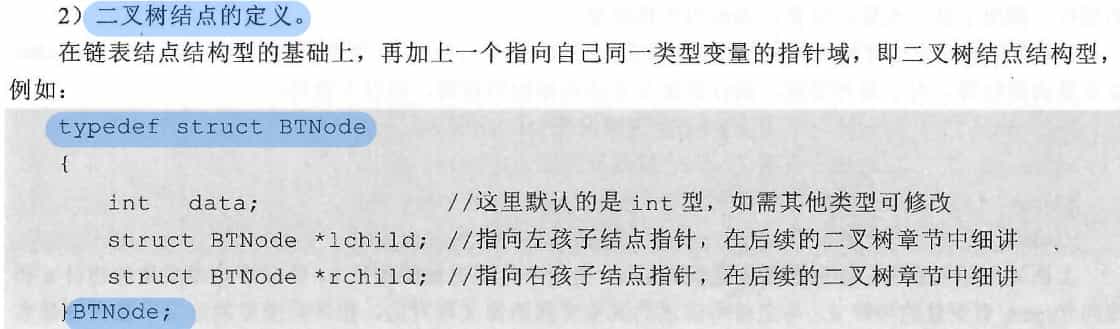 2）二叉树结点的定义。
在链表结点结构型的基础上，再加上一个指向自己同一类型变量的指针域，即二叉树结点结构型，
例如：
typedef struct BTNode
{
int data; //这里默认的是 int 型，如需其他类型可修改
struct BTNode *lchild; //指向左孩子结点指针，在后续的二叉树章节中细讲
struct BTNode *rchild; //指向右孩子结点指针，在后续的二叉树章节中细讲
}BTNode;